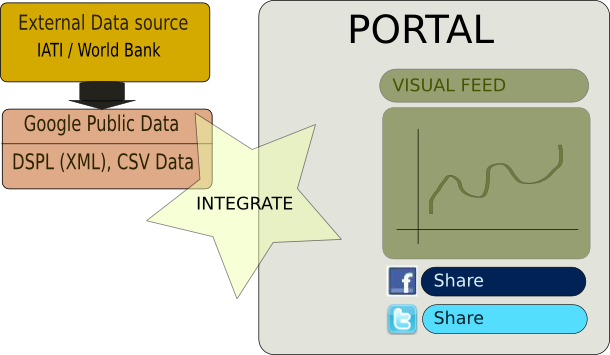 External Data source
IATI / World Bank
Google Public Data
DSPL (XML), CSV Data
INTEGRATE
PORTAL
VISUAL FEED
f Share
t Share